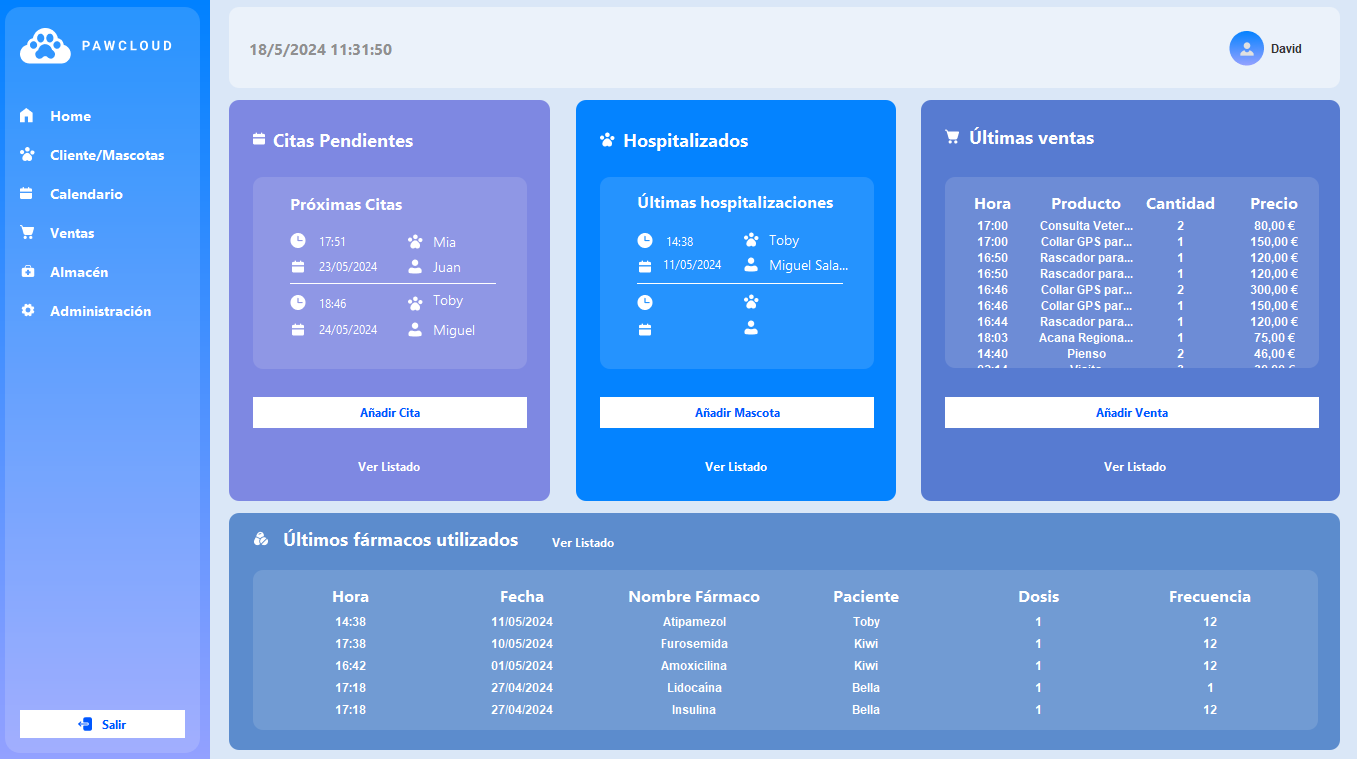 PAWCLOUD
Home
Cliente/Mascotas
Calendario
Ventas
Almacén
Administración
Salir
18/5/2024 11:31:50
David
Citas Pendientes
Próximas Citas
17:51 Mia
23/05/2024 Juan
18:46 Toby
24/05/2024 Miguel
Añadir Cita
Ver Listado
Hospitalizados
Últimas hospitalizaciones
14:38 Toby
11/05/2024 Miguel Sala...
Añadir Mascota
Ver Listado
Últimas ventas
Hora Producto Cantidad Precio
17:00 Consulta Veter... 2 80,00 €
17:00 Collar GPS par... 1 150,00 €
16:50 Rascador para... 1 120,00 €
16:50 Rascador para... 1 120,00 €
16:46 Collar GPS par... 2 300,00 €
16:46 Collar GPS par... 1 150,00 €
16:44 Rascador para... 1 120,00 €
18:03 Acana Regiona... 1 75,00 €
14:40 Pienso 2 46,00 €
Añadir Venta
Ver Listado
Últimos fármacos utilizados Ver Listado
Hora Fecha Nombre Fármaco Paciente Dosis Frecuencia
14:38 11/05/2024 Atipamezol Toby 1 12
17:38 10/05/2024 Furosemida Kiwi 1 12
16:42 01/05/2024 Amoxicilina Kiwi 1 12
17:18 27/04/2024 Lidocaína Bella 1 1
17:18 27/04/2024 Insulina Bella 1 12